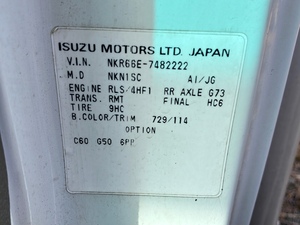 ISUZU MOTORS LTD. JAPAN
V.I.N. NKR66E-7482222
M.D NKN1SC A1/JG
ENGINE RLS/4HF1 RR AXLE G73
TRANS. RMT FINAL HC6
TIRE 9HC
B.COLOR/TRIM 729/114
OPTION
C60 G50 6PP